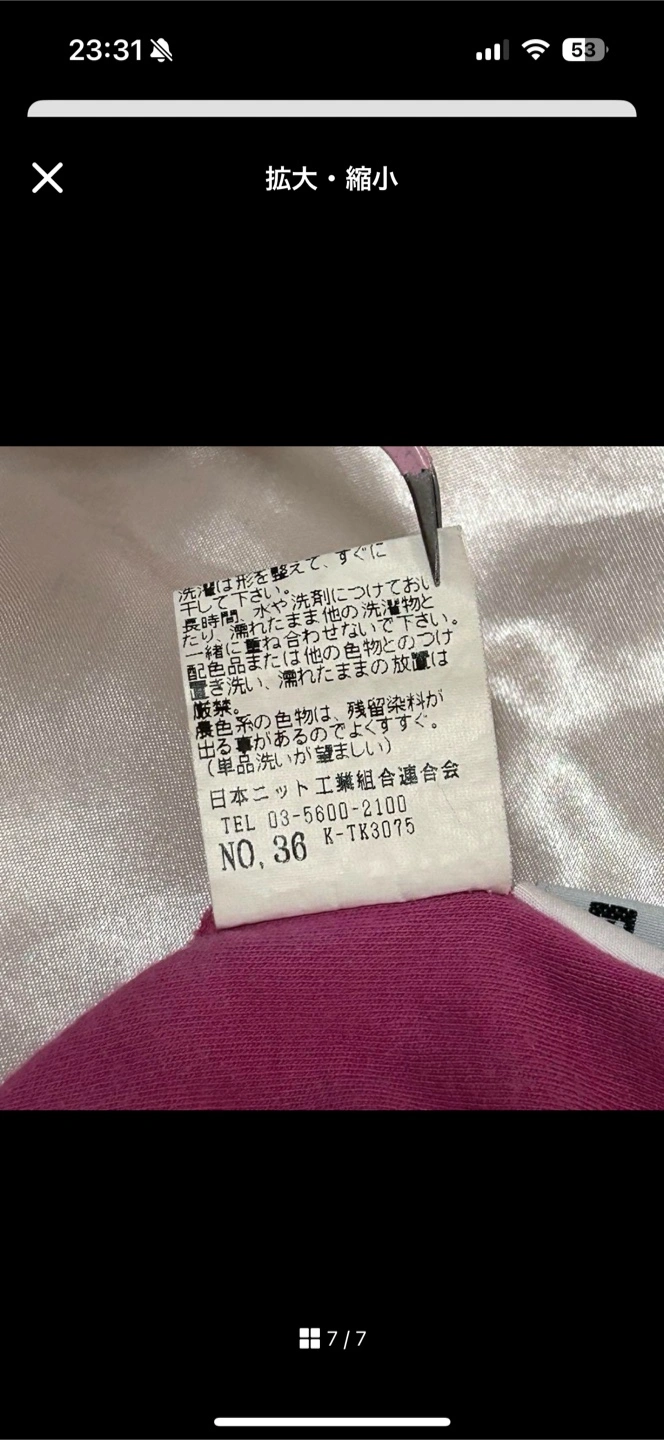 23:31
53
拡大・縮小
洗濯は形を整えて、すぐに
干して下さい。
長時間、水や洗剤につけておい
たり、濡れたまま他の洗濯物と
一緒に重ね合わせないで下さい。
配色品または他の色物とのつけ
置き洗い、濡れたままの放置は
厳禁。
濃色系の色物は、残留染料が
出る事があるのでよくすすぐ。
(単品洗いが望ましい)
日本ニット工業組合連合会
TEL 03-5600-2100
NO, 36 K-TK3075
7/7